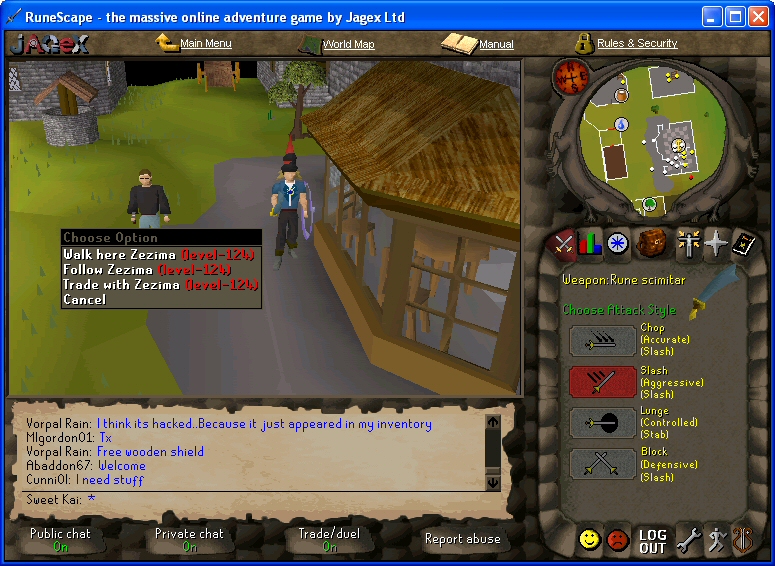 RuneScape - the massive online adventure game by Jagex Ltd
JAGEX
Main Menu
World Map
Manual
Rules & Security
Choose Option
Walk here Zezima (level-124)
Follow Zezima (level-124)
Trade with Zezima (level-124)
Cancel
Weapon:Rune scimitar
Choose Attack Style
Chop
(Accurate)
(Slash)
Slash
(Aggressive)
(Slash)
Lunge
(Controlled)
(Stab)
Block
(Defensive)
(Slash)
Vorpal Rain: I think its hacked..Because it just appeared in my inventory
Mlgordon01: Tx
Vorpal Rain: Free wooden shield
Abaddon67: Welcome
Cunni0l: I need stuff
Sweet Kai: *
Public chat
On
Private chat
On
Trade/duel
On
Report abuse
LOG
OUT